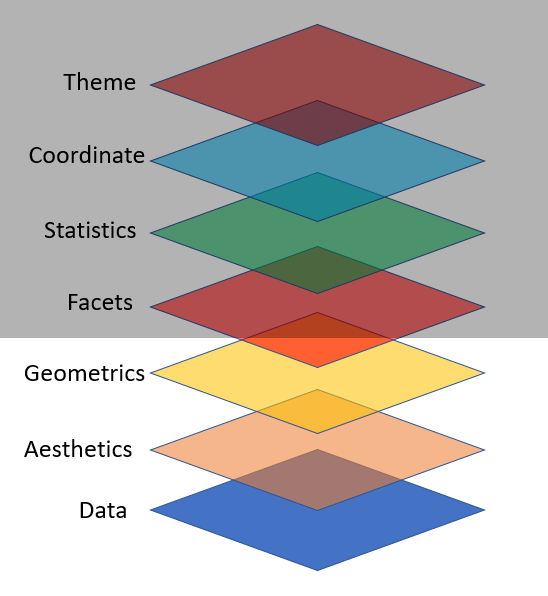 Theme
Coordinate
Statistics
Facets
Geometrics
Aesthetics
Data